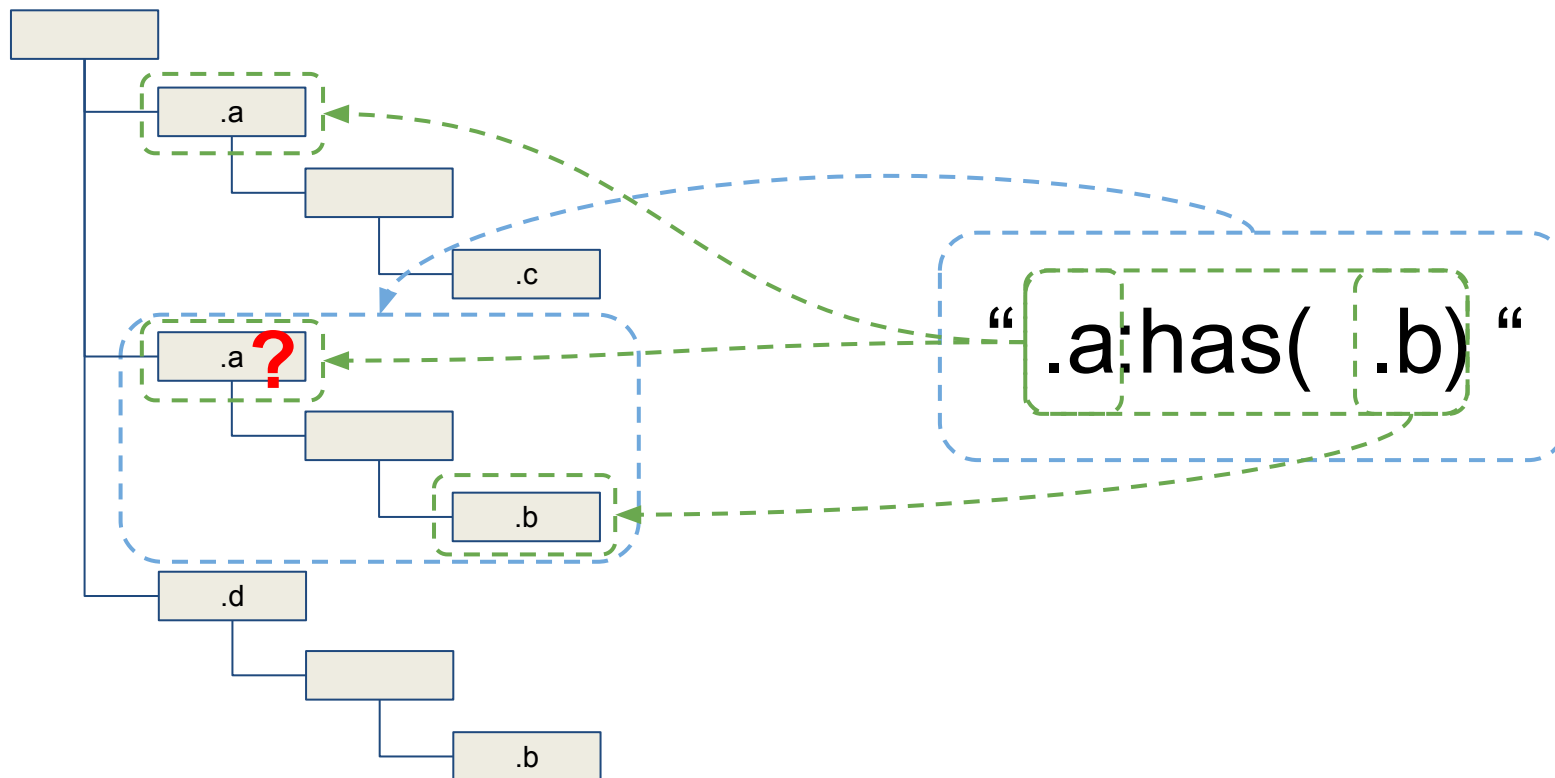 .a
.c
.a ?
“ .a:has( .b) “
.b
.d
.b